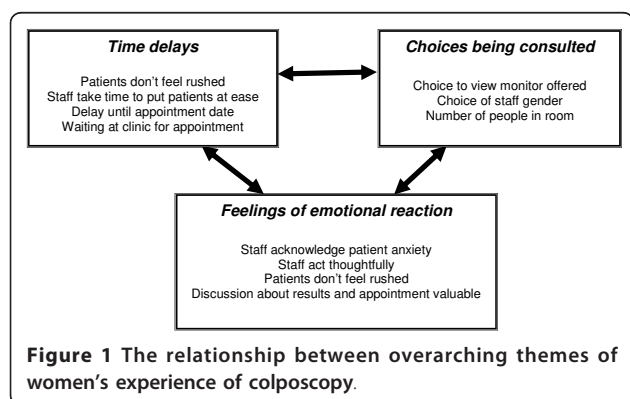 Time delays
Patients don't feel rushed
Staff take time to put patients at ease
Delay until appointment date
Waiting at clinic for appointment
Choices being consulted
Choice to view monitor offered
Choice of staff gender
Number of people in room
Feelings of emotional reaction
Staff acknowledge patient anxiety
Staff act thoughtfully
Patients don't feel rushed
Discussion about results and appointment valuable
Figure 1 The relationship between overarching themes of
women's experience of colposcopy.